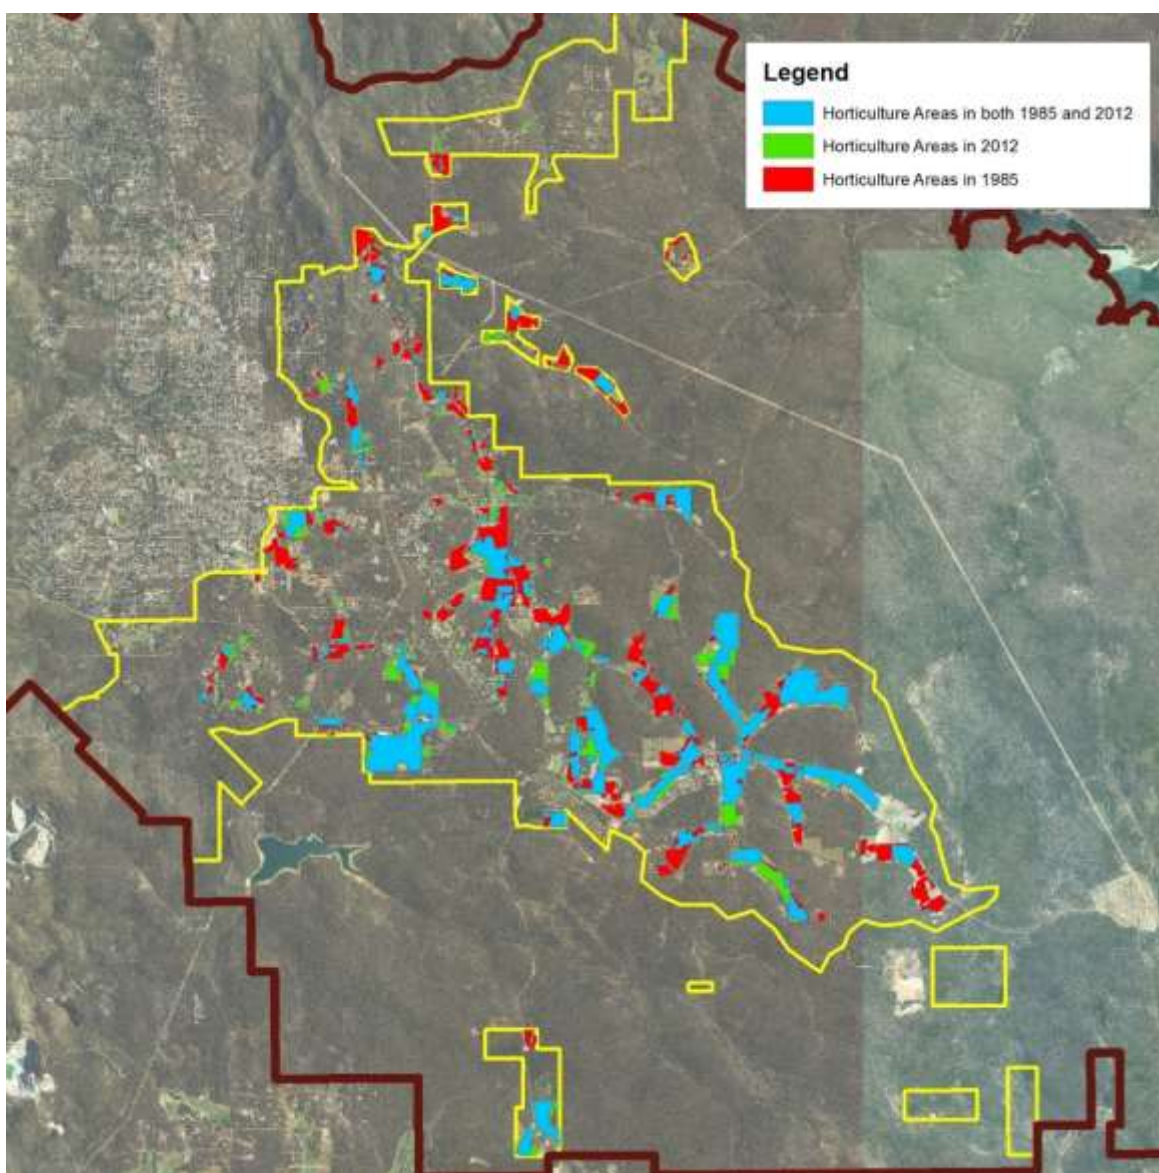 Legend
Horticulture Areas in both 1985 and 2012
Horticulture Areas in 2012
Horticulture Areas in 1985